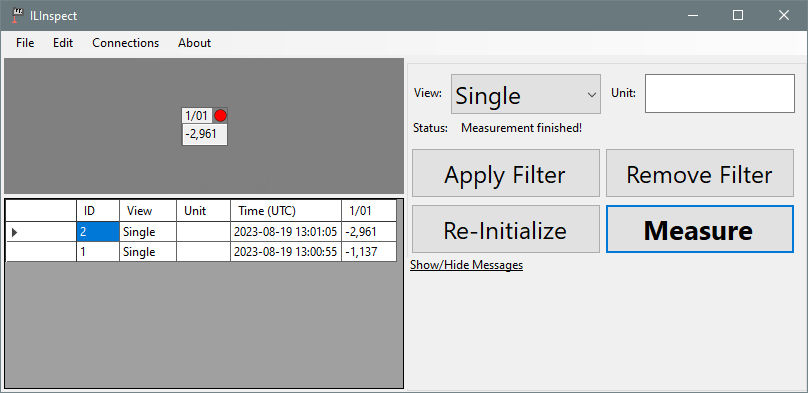 ILInspect
File Edit Connections About
1/01
-2,961
View: Single Unit:
Status: Measurement finished!
Apply Filter Remove Filter
Re-Initialize Measure
Show/Hide Messages
ID View Unit Time (UTC) 1/01
2 Single 2023-08-19 13:01:05 -2,961
1 Single 2023-08-19 13:00:55 -1,137